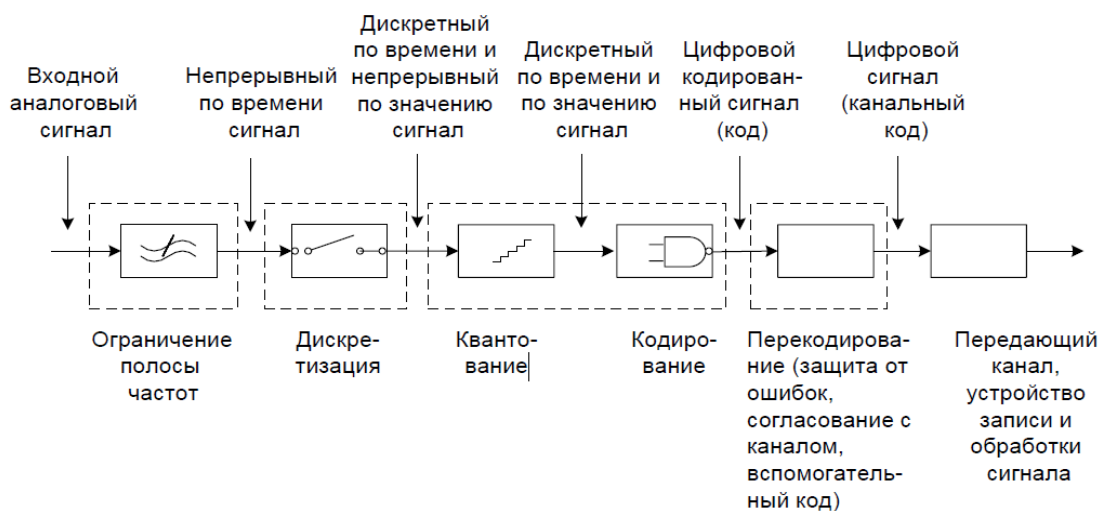 Входной
аналоговый
сигнал
Непрерывный
по времени
сигнал
Дискретный
по времени и
непрерывный
по значению
сигнал
Дискретный
по времени и
по значению
сигнал
Цифровой
кодирован-
ный сигнал
(код)
Цифровой
сигнал
(канальный
код)
Ограничение
полосы
частот
Дискре-
тизация
Кванто-
вание
Кодиро-
вание
Перекодирова-
ние (защита от
ошибок,
согласование с
каналом,
вспомогатель-
ный код)
Передающий
канал,
устройство
записи и
обработки
сигнала